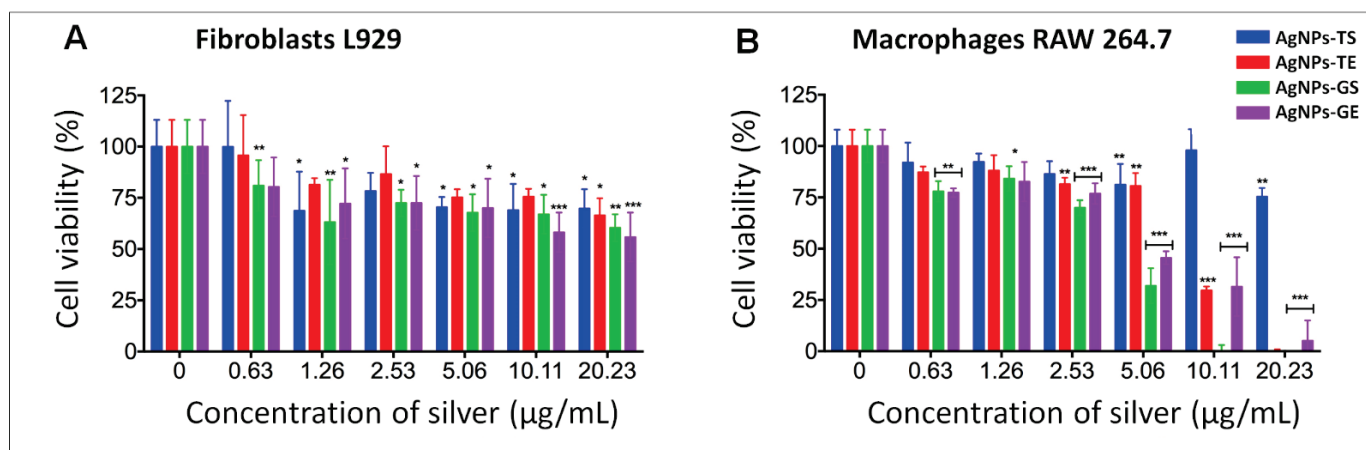 A Fibroblasts L929
Cell viability (%)
125
100
75
50
25
0
** * ** * * * * * * * * *** * * ** ***
0 0.63 1.26 2.53 5.06 10.11 20.23
Concentration of silver (µg/mL)
B Macrophages RAW 264.7
AgNPs-TS
AgNPs-TE
AgNPs-GS
AgNPs-GE
Cell viability (%)
125
100
75
50
25
0
** * ** *** ** ** *** *** *** ** ***
0 0.63 1.26 2.53 5.06 10.11 20.23
Concentration of silver (µg/mL)